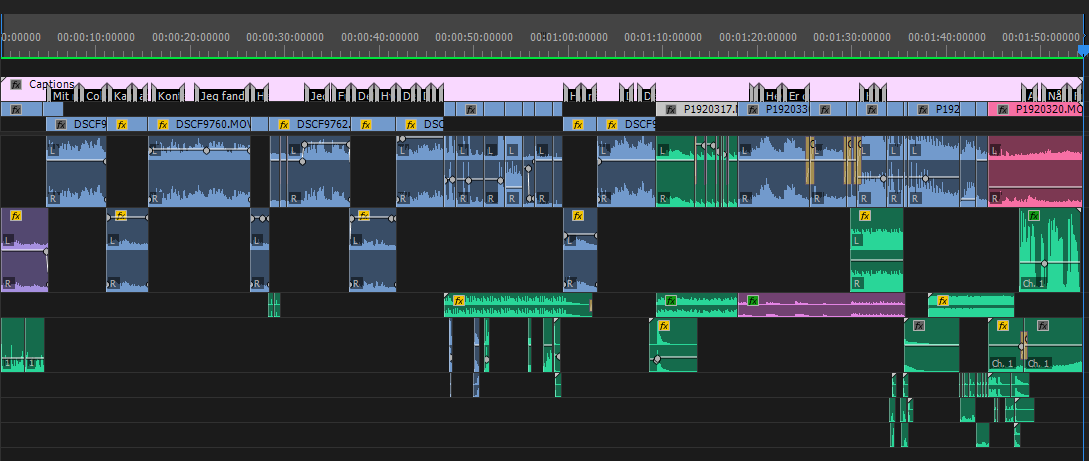 0:00000 00:00:10:00000 00:00:20:00000 00:00:30:00000 00:00:40:00000 00:00:50:00000 00:01:00:00000 00:01:10:00000 00:01:20:00000 00:01:30:00000 00:01:40:00000 00:01:50:00000
fx Captions
Mit Co Ka a Kont Jeg fand H Je F D H D H D He Er A Nå
fx P1920317.M fx P192033 fx fx fx P192 fx P1920320.MO
fx DSCF9 fx fx DSCF9760.MOV fx DSCF9762. fx fx DSC fx fx DSCF9
L L L L L L L L L L L L L L L
R R R R R R R R R R R R R R R
fx fx fx fx fx fx fx
L L L L L L
R R R R R R Ch. 1
fx fx fx fx
fx fx fx fx
1 1 Ch. 1 Ch. 1